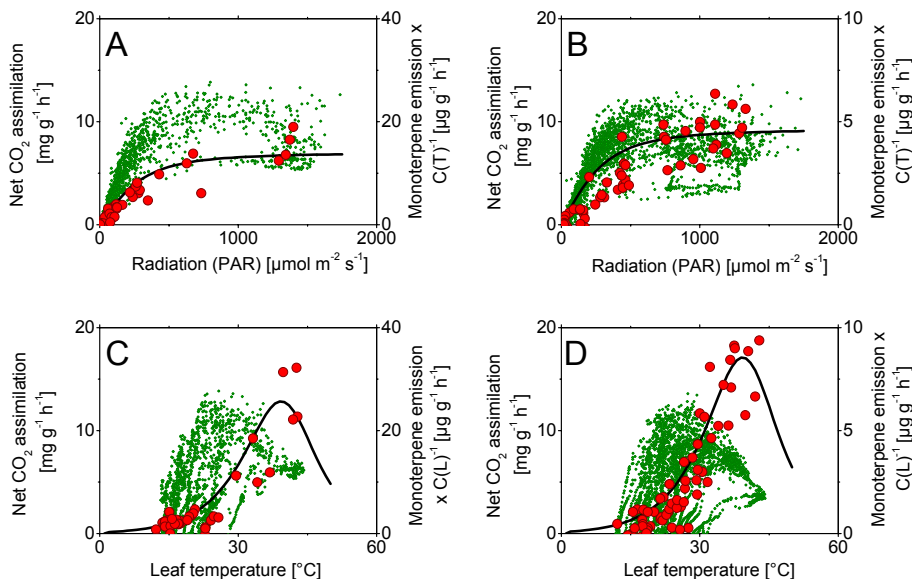 A
B
20
10
0
40
20
0
20
10
0
10
5
0
Net CO2 assimilation
[mg g-1 h-1]
Monoterpene emission x
C(T)-1 [µg g-1 h-1]
Net CO2 assimilation
[mg g-1 h-1]
Monoterpene emission x
C(T)-1 [µg g-1 h-1]
0 1000 2000
0 1000 2000
Radiation (PAR) [µmol m-2 s-1]
Radiation (PAR) [µmol m-2 s-1]
C
D
20
10
0
40
20
0
20
10
0
10
5
0
Net CO2 assimilation
[mg g-1 h-1]
Monoterpene emission
x C(L)-1 [µg g-1 h-1]
Net CO2 assimilation
[mg g-1 h-1]
Monoterpene emission x
C(L)-1 [µg g-1 h-1]
0 30 60
0 30 60
Leaf temperature [°C]
Leaf temperature [°C]